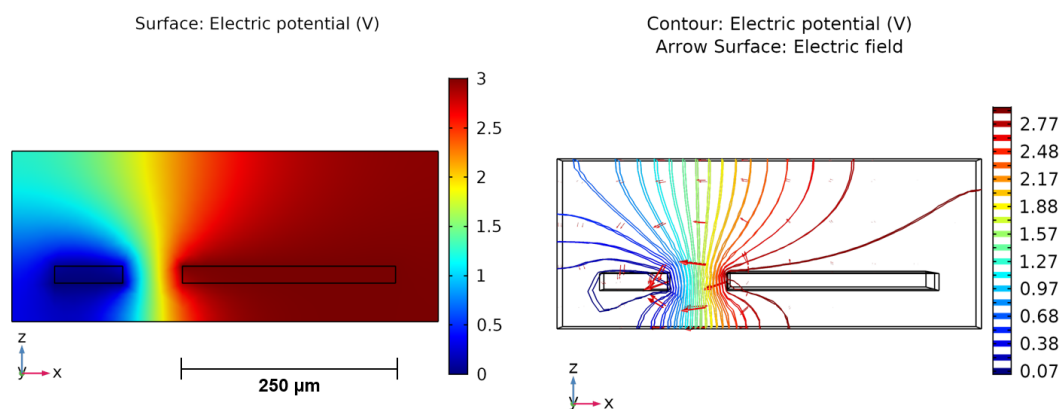 Surface: Electric potential (V)
3
2.5
2
1.5
1
0.5
0
z
y
x
250 µm
Contour: Electric potential (V)
Arrow Surface: Electric field
2.77
2.48
2.17
1.88
1.57
1.27
0.97
0.68
0.38
0.07
z
y
x